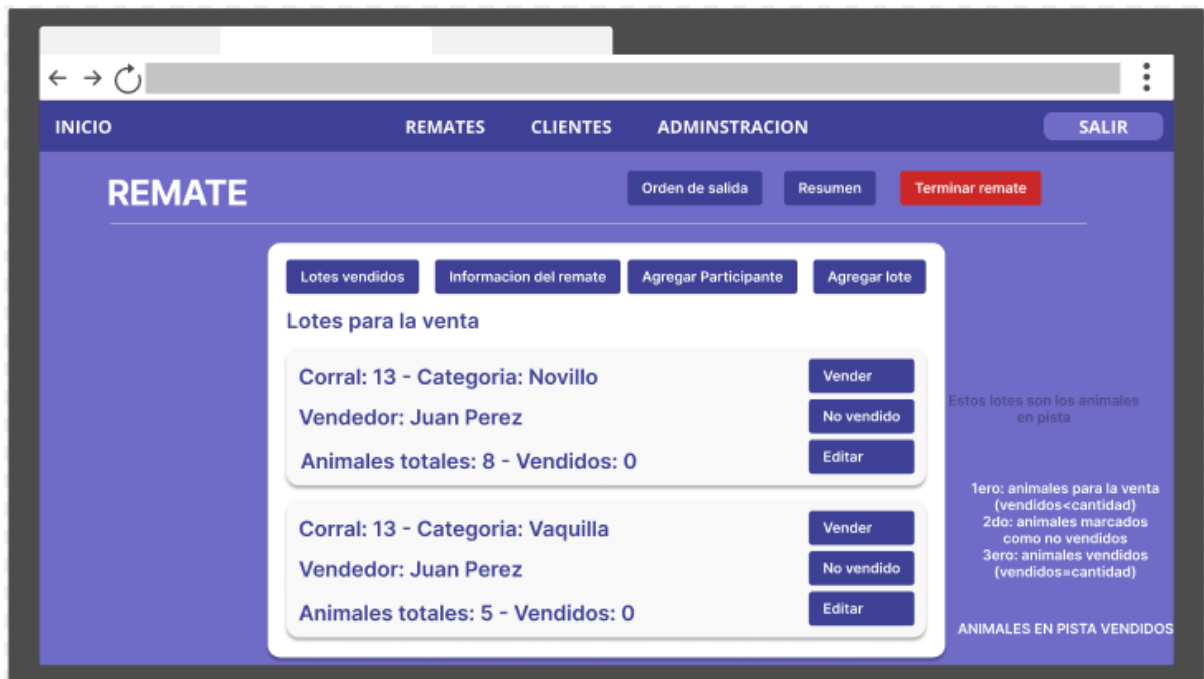 INICIO
REMATES
CLIENTES
ADMINSTRACION
SALIR
REMATE
Orden de salida
Resumen
Terminar remate
Lotes vendidos
Informacion del remate
Agregar Participante
Agregar lote
Lotes para la venta
Corral: 13 - Categoria: Novillo
Vender
Vendedor: Juan Perez
No vendido
Animales totales: 8 - Vendidos: 0
Editar
Corral: 13 - Categoria: Vaquilla
Vender
Vendedor: Juan Perez
No vendido
Animales totales: 5 - Vendidos: 0
Editar
Estos lotes son los animales
en pista
1ero: animales para la venta
(vendidos<cantidad)
2do: animales marcados
como no vendidos
3ero: animales vendidos
(vendidos=cantidad)
ANIMALES EN PISTA VENDIDOS